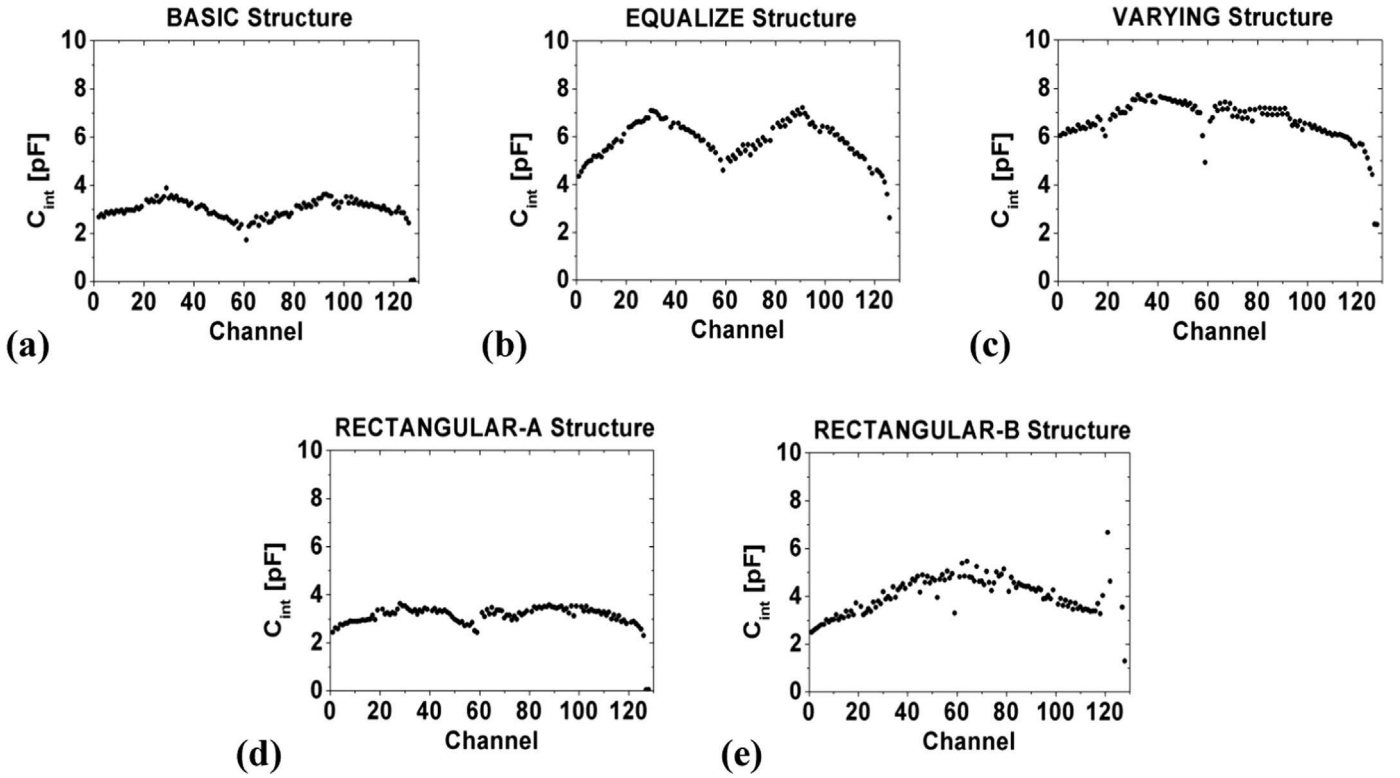 BASIC Structure
EQUALIZE Structure
VARYING Structure
10
8
6
4
2
0
C_int [pF]
0 20 40 60 80 100 120
Channel
(a)
10
8
6
4
2
0
C_int [pF]
0 20 40 60 80 100 120
Channel
(b)
10
8
6
4
2
0
C_int [pF]
0 20 40 60 80 100 120
Channel
(c)
RECTANGULAR-A Structure
RECTANGULAR-B Structure
10
8
6
4
2
0
C_int [pF]
0 20 40 60 80 100 120
Channel
(d)
10
8
6
4
2
0
C_int [pF]
0 20 40 60 80 100 120
Channel
(e)